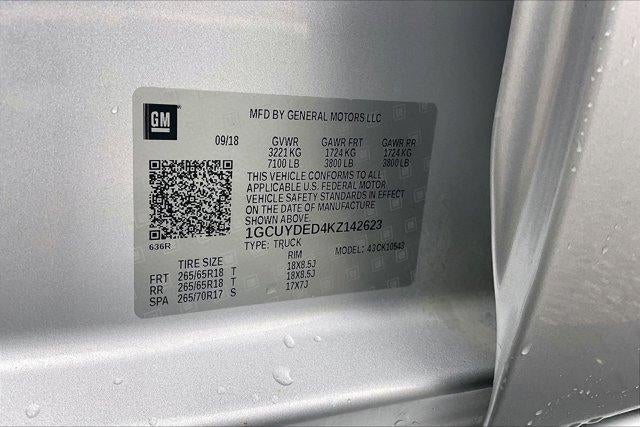 GM
MFD BY GENERAL MOTORS LLC
09/18 GVWR GAWR FRT GAWR RR
3221 KG 1724 KG 1724 KG
7100 LB 3800 LB 3800 LB
THIS VEHICLE CONFORMS TO ALL
APPLICABLE U.S. FEDERAL MOTOR
VEHICLE SAFETY STANDARDS IN EFFECT
ON THE DATE OF MANUFACTURE
SHOWN ABOVE.
1GCUYDED4KZ142623
636R TYPE: TRUCK MODEL: 43CK10543
TIRE SIZE RIM
FRT 265/65R18 T 18X8.5J
RR 265/65R18 T 18X8.5J
SPA 265/70R17 S 17X7J